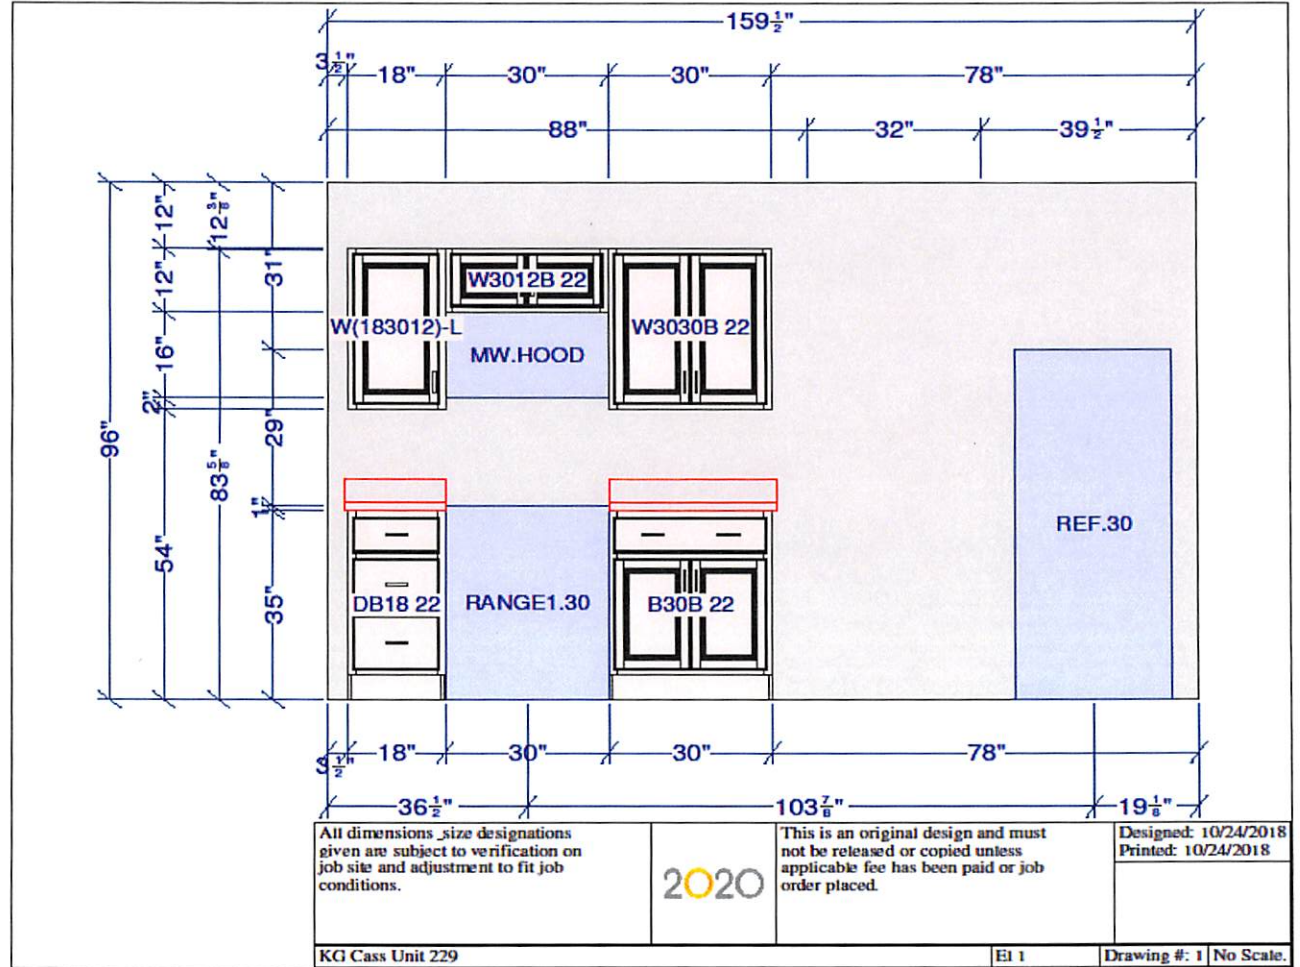 159½"
3½" 18" 30" 30" 78"
88" 32" 39½"
12" 12⅜"
31"
12"
W3012B 22
W(183012)-L W3030B 22
16" MW.HOOD
2"
96" 29"
83⅝"
1"
REF.30
54"
35" DB18 22 RANGE1.30 B30B 22
3½" 18" 30" 30" 78"
36½" 103⅞" 19⅛"
All dimensions _size designations
given are subject to verification on
job site and adjustment to fit job
conditions.
2020
This is an original design and must
not be released or copied unless
applicable fee has been paid or job
order placed.
Designed: 10/24/2018
Printed: 10/24/2018
KG Cass Unit 229 El 1 Drawing #: 1 No Scale.